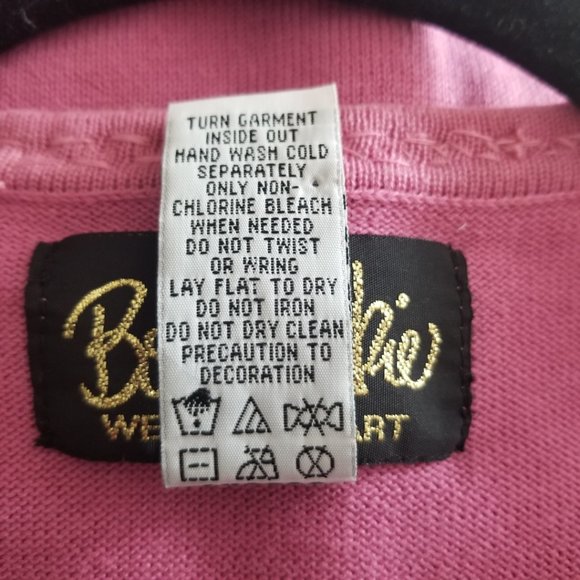 TURN GARMENT
INSIDE OUT
HAND WASH COLD
SEPARATELY
ONLY NON-
CHLORINE BLEACH
WHEN NEEDED
DO NOT TWIST
OR WRING
LAY FLAT TO DRY
DO NOT IRON
DO NOT DRY CLEAN
PRECAUTION TO
DECORATION